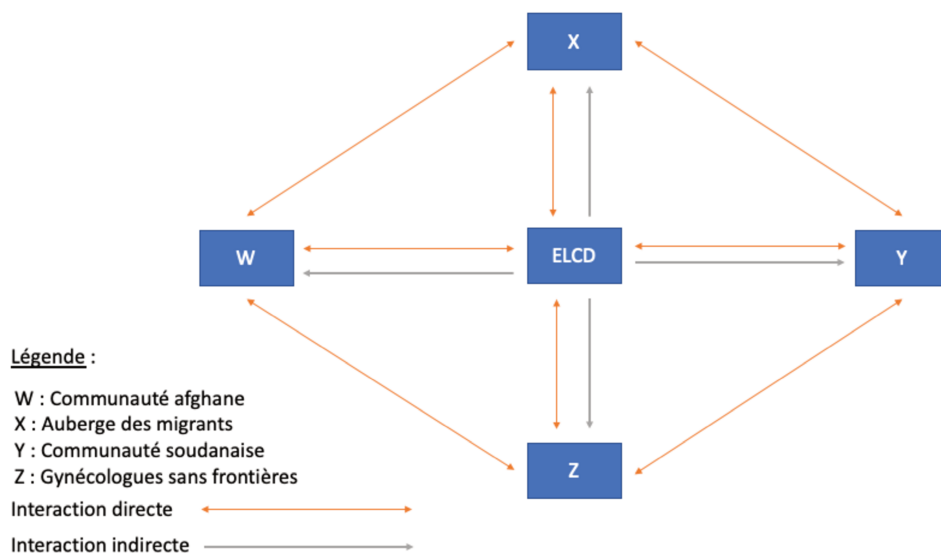 X
W
ELCD
Y
Légende :
W : Communauté afghane
X : Auberge des migrants
Y : Communauté soudanaise
Z : Gynécologues sans frontières
Z
Interaction directe
Interaction indirecte